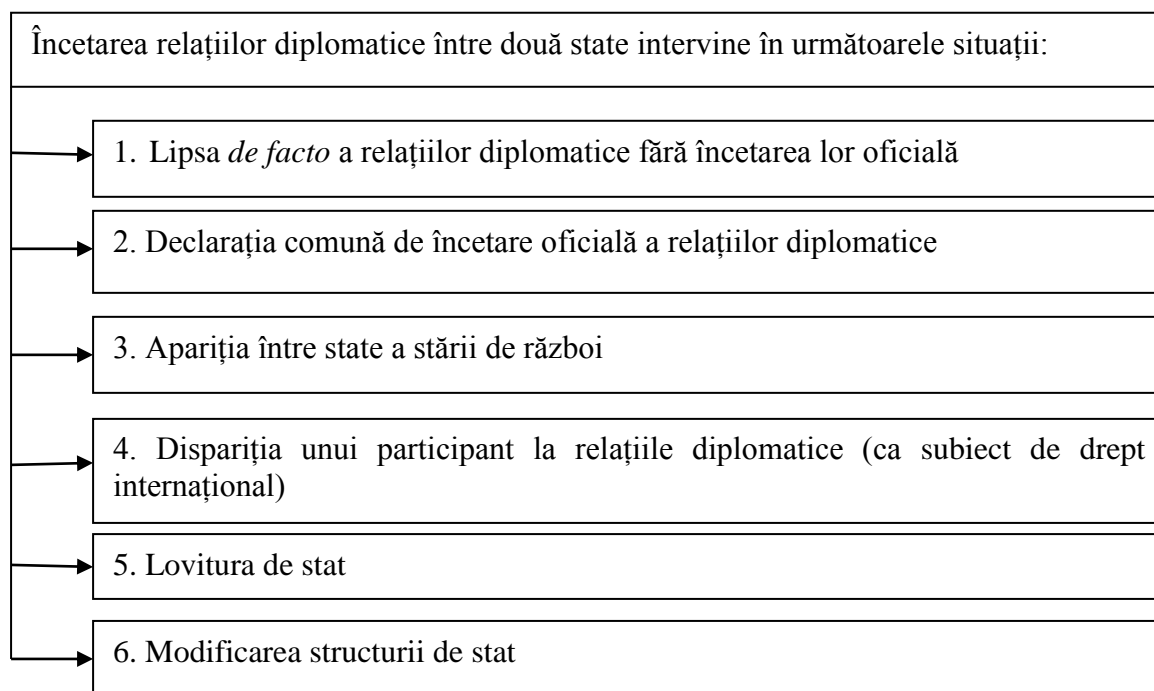 Încetarea relațiilor diplomatice între două state intervine în următoarele situații:
1. Lipsa de facto a relațiilor diplomatice fără încetarea lor oficială
2. Declarația comună de încetare oficială a relațiilor diplomatice
3. Apariția între state a stării de război
4. Dispariția unui participant la relațiile diplomatice (ca subiect de drept
internațional)
5. Lovitura de stat
6. Modificarea structurii de stat